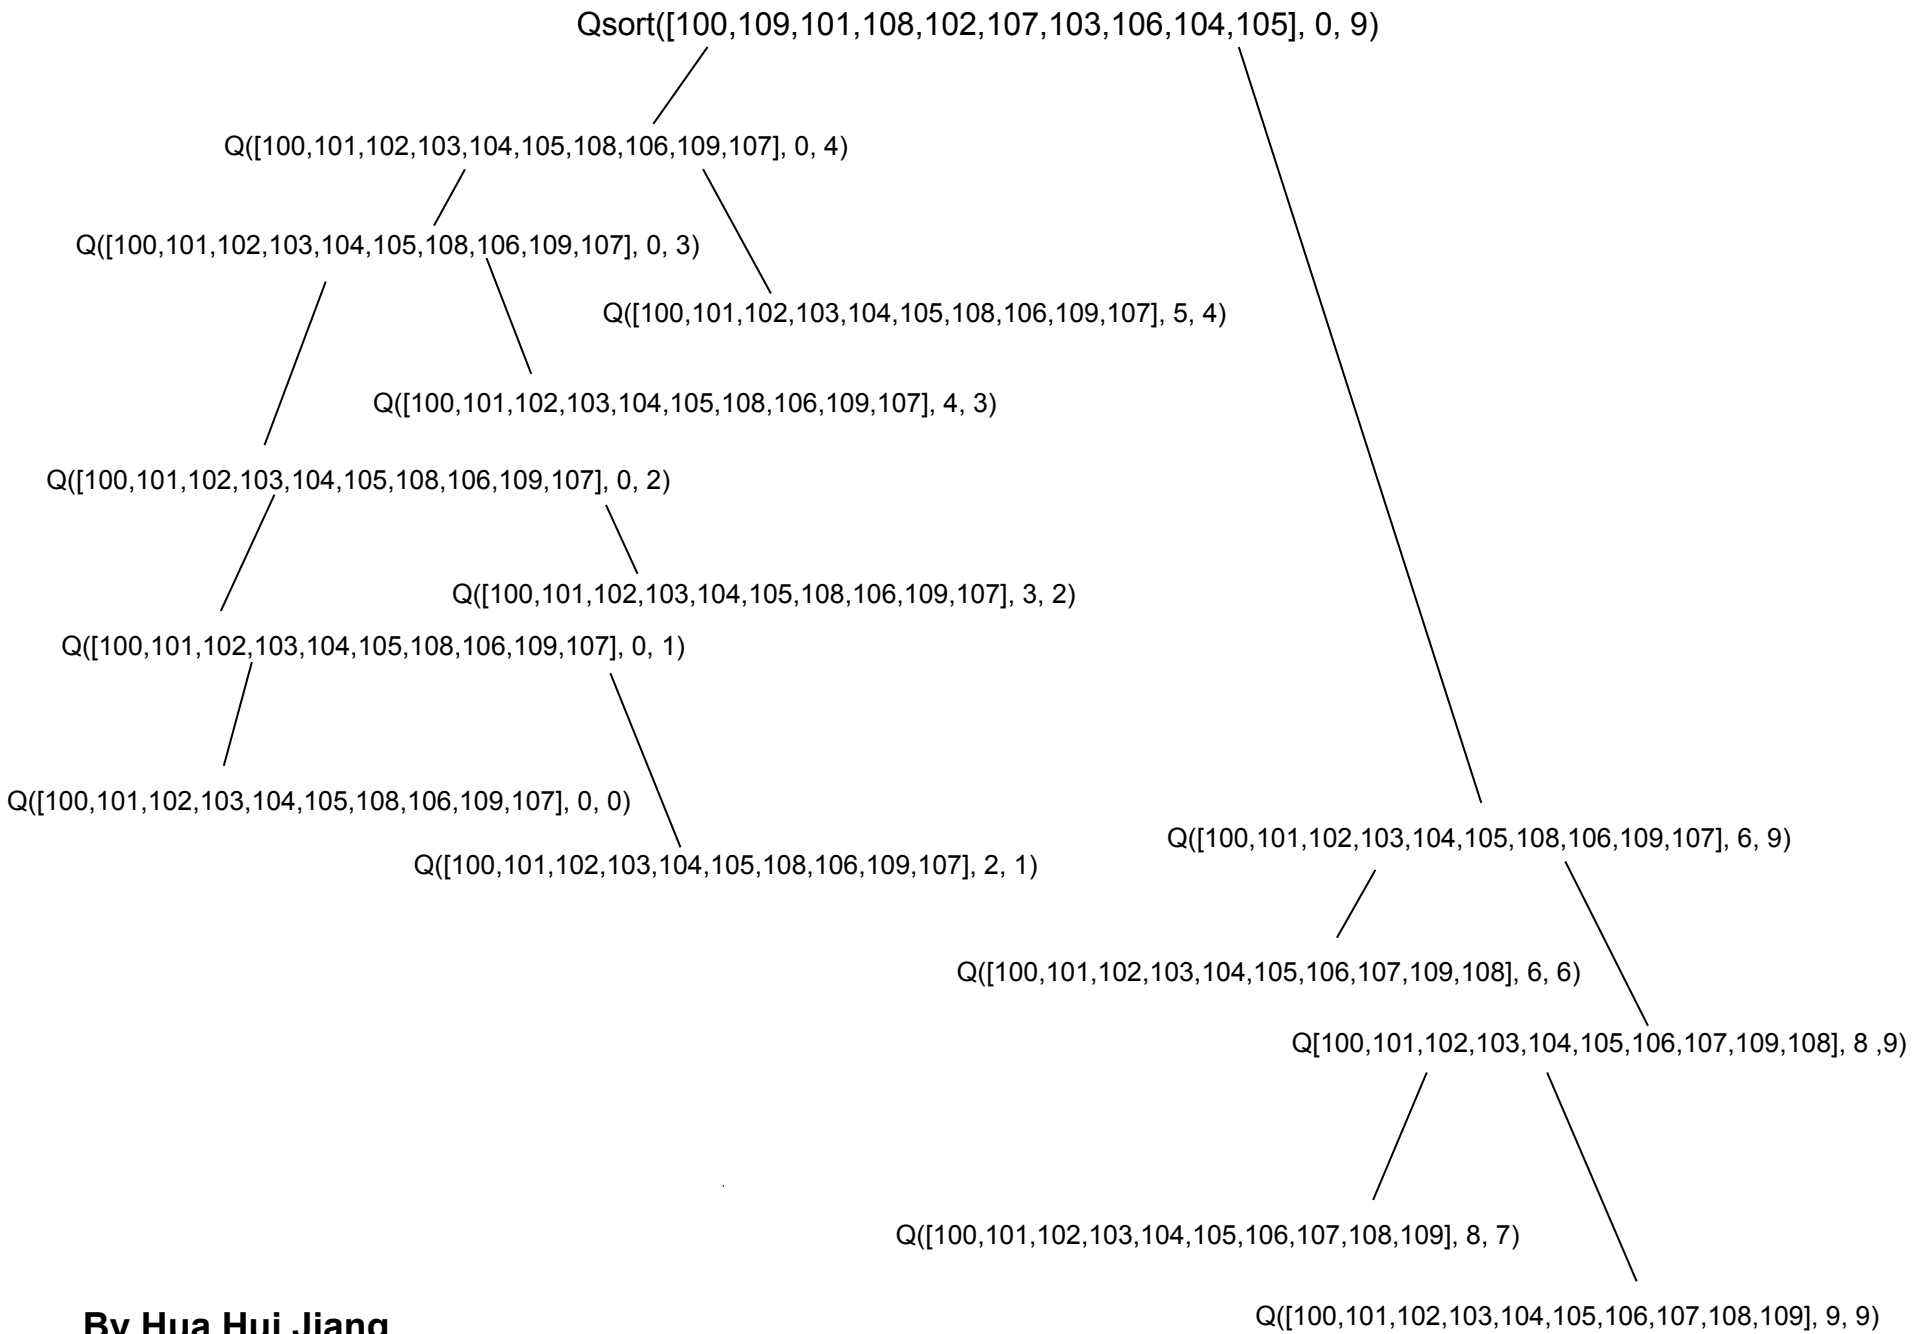 Qsort([100,109,101,108,102,107,103,106,104,105], 0, 9)
Q([100,101,102,103,104,105,108,106,109,107], 0, 4)
Q([100,101,102,103,104,105,108,106,109,107], 0, 3)
Q([100,101,102,103,104,105,108,106,109,107], 5, 4)
Q([100,101,102,103,104,105,108,106,109,107], 4, 3)
Q([100,101,102,103,104,105,108,106,109,107], 0, 2)
Q([100,101,102,103,104,105,108,106,109,107], 3, 2)
Q([100,101,102,103,104,105,108,106,109,107], 0, 1)
Q([100,101,102,103,104,105,108,106,109,107], 0, 0)
Q([100,101,102,103,104,105,108,106,109,107], 6, 9)
Q([100,101,102,103,104,105,108,106,109,107], 2, 1)
Q([100,101,102,103,104,105,106,107,109,108], 6, 6)
Q[100,101,102,103,104,105,106,107,109,108], 8 ,9)
Q([100,101,102,103,104,105,106,107,108,109], 8, 7)
Q([100,101,102,103,104,105,106,107,108,109], 9, 9)
By Hua Hui Jiang